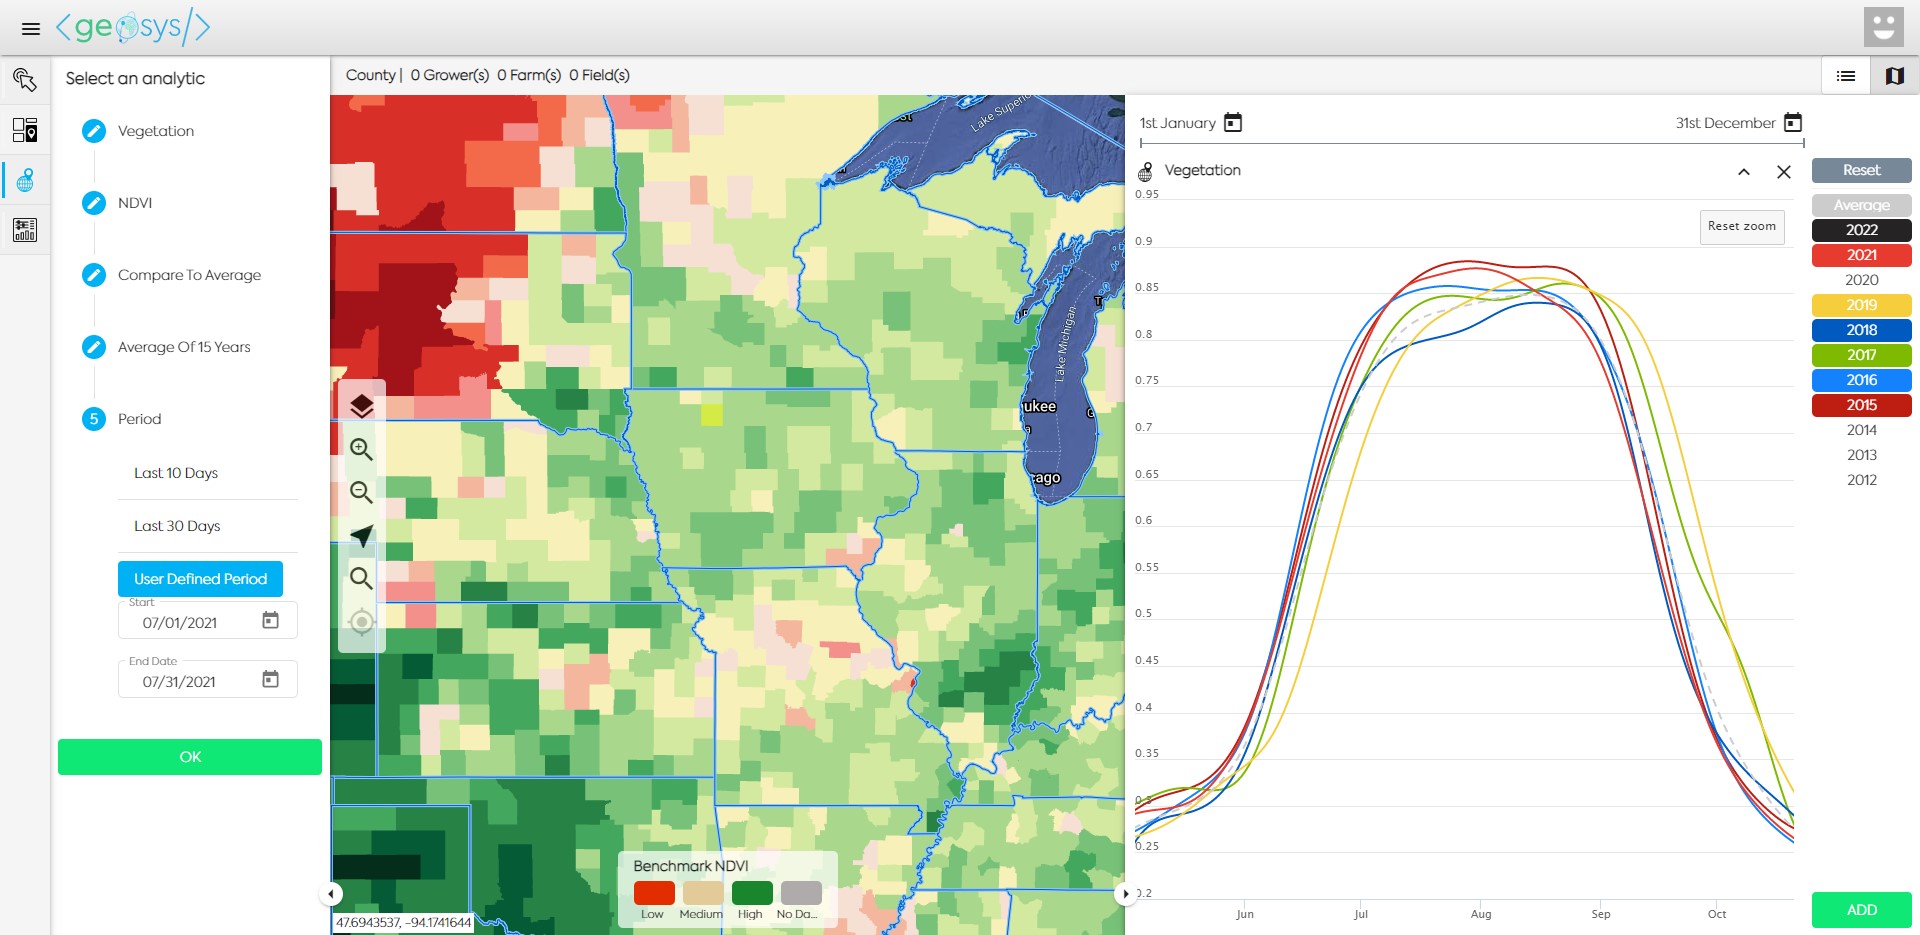 <geosys/>
Select an analytic
Vegetation
NDVI
Compare To Average
Average Of 15 Years
5 Period
Last 10 Days
Last 30 Days
User Defined Period
Start
07/01/2021
End Date
07/31/2021
OK
County | 0 Grower(s) 0 Farm(s) 0 Field(s)
Lake Superio
Lake Michigan
ukee
cago
Benchmark NDVI
Low Medium High No Da...
47.6943537, -94.1741644
1st January
31st December
Vegetation
Reset zoom
0.95
0.9
0.85
0.8
0.75
0.7
0.65
0.6
0.55
0.5
0.45
0.4
0.35
0.3
0.25
0.2
Jun Jul Aug Sep Oct
Reset
Average
2022
2021
2020
2019
2018
2017
2016
2015
2014
2013
2012
ADD